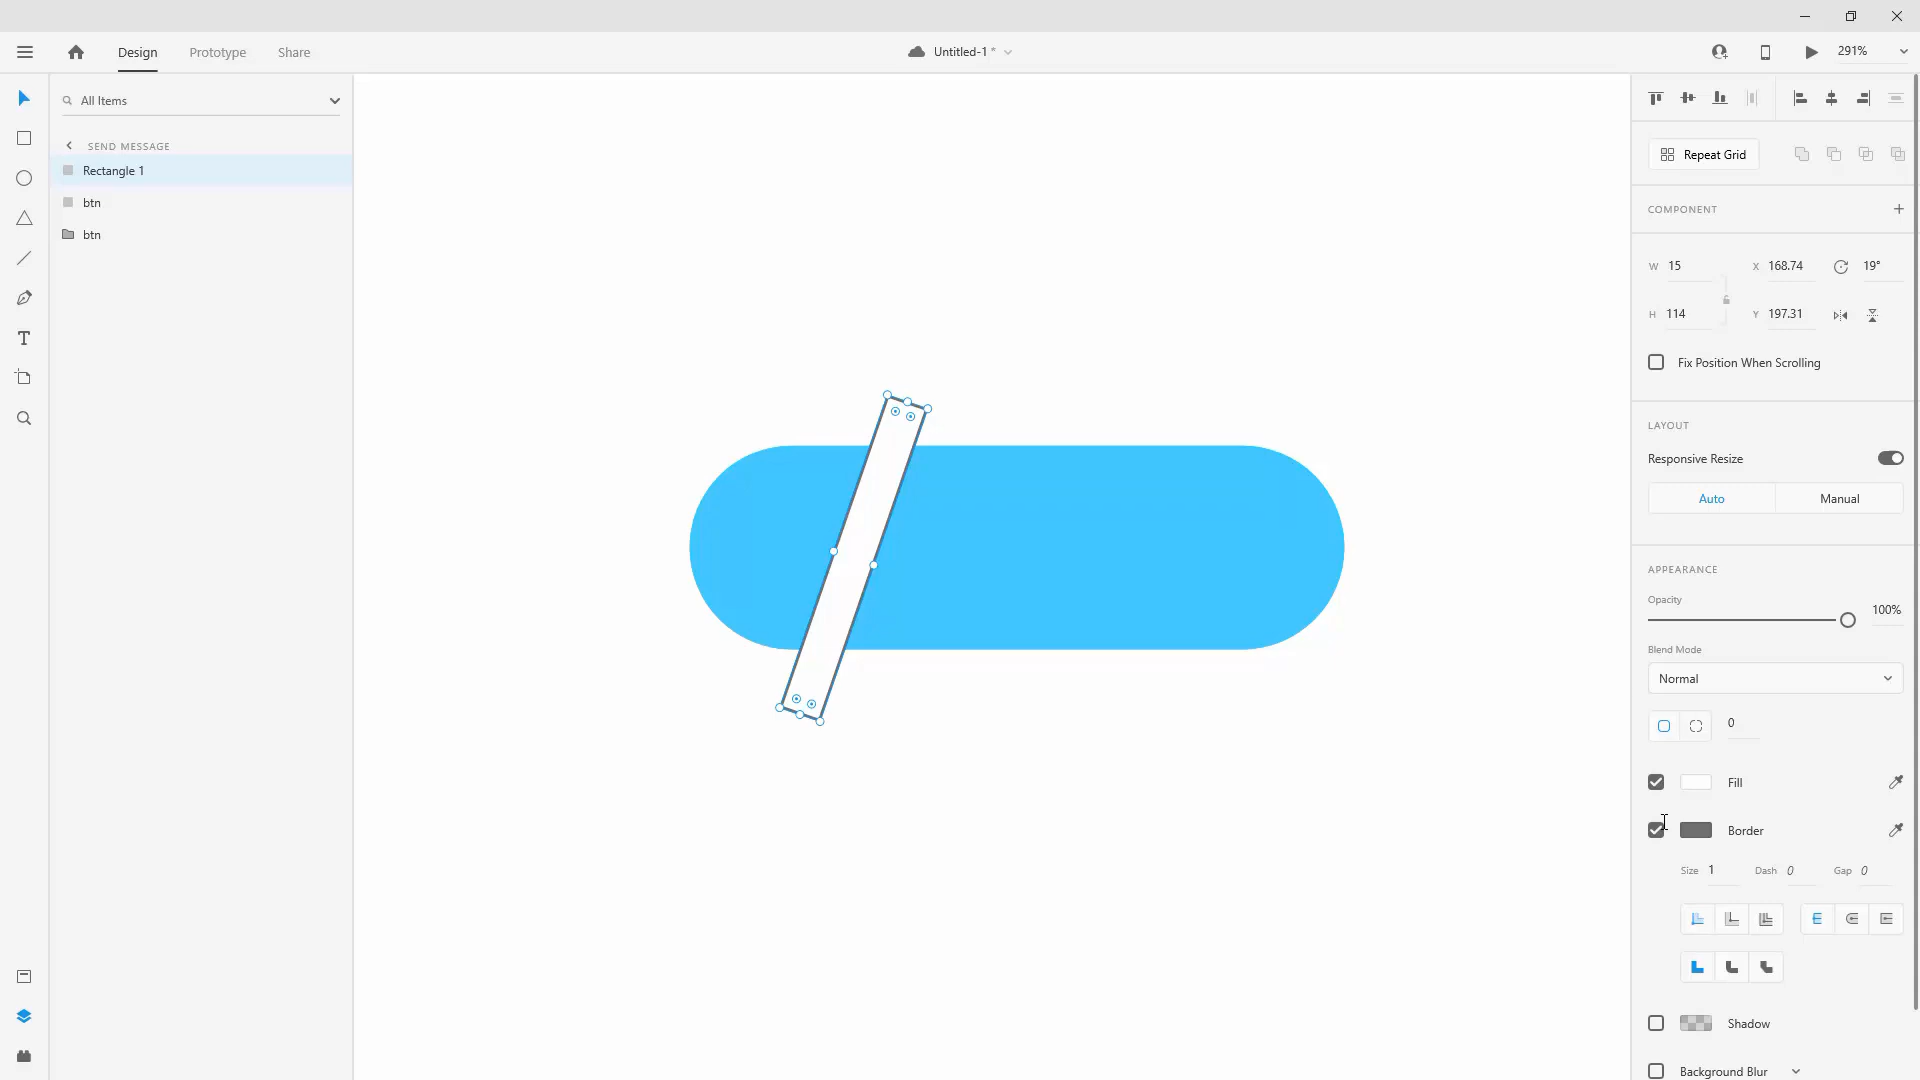 Design
Prototype
Share
Untitled-1 *
291%
All Items
SEND MESSAGE
Rectangle 1
btn
btn
Repeat Grid
COMPONENT
W 15
X 168.74
19°
H 114
Y 197.31
Fix Position When Scrolling
LAYOUT
Responsive Resize
Auto
Manual
APPEARANCE
Opacity
100%
Blend Mode
Normal
0
Fill
Border
Size 1
Dash 0
Gap 0
Shadow
Background Blur